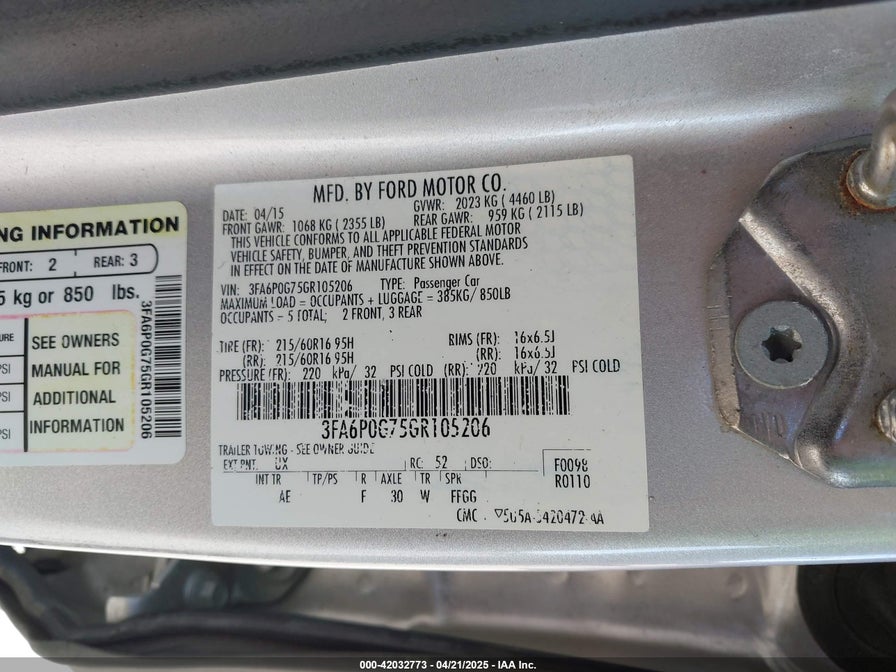 NG INFORMATION
FRONT: 2 REAR: 3
5 kg or 850 lbs.
SEE OWNERS
MANUAL FOR
ADDITIONAL
INFORMATION
URE
PSI
PSI
PSI
3FA6P0G75GR105206
MFD. BY FORD MOTOR CO.
DATE: 04/15 GVWR: 2023 KG ( 4460 LB)
FRONT GAWR: 1068 KG ( 2355 LB) REAR GAWR: 959 KG ( 2115 LB)
THIS VEHICLE CONFORMS TO ALL APPLICABLE FEDERAL MOTOR
VEHICLE SAFETY, BUMPER, AND THEFT PREVENTION STANDARDS
IN EFFECT ON THE DATE OF MANUFACTURE SHOWN ABOVE.
VIN: 3FA6P0G75GR105206 TYPE: Passenger Car
MAXIMUM LOAD = OCCUPANTS + LUGGAGE = 385KG/ 850LB
OCCUPANTS - 5 TOTAL; 2 FRONT, 3 REAR
TIRE (FR): 215/60R16 95H RIMS (FR): 16x6.5J
(RR): 215/60R16 95H (RR): 16x6.5J
PRESSURE (FR): 220 kPa/ 32 PSI COLD (RR): 220 kPa/ 32 PSI COLD
3FA6P0G75GR105206
TRAILER TOWING - SEE OWNER GUIDE
EXT PNT: UX RC: 52 DSO: F0098
INT TR TP/PS R AXLE TR SPR R0110
AE F 30 W FFGG
CMC
000-42032773 - 04/21/2025 - IAA Inc.